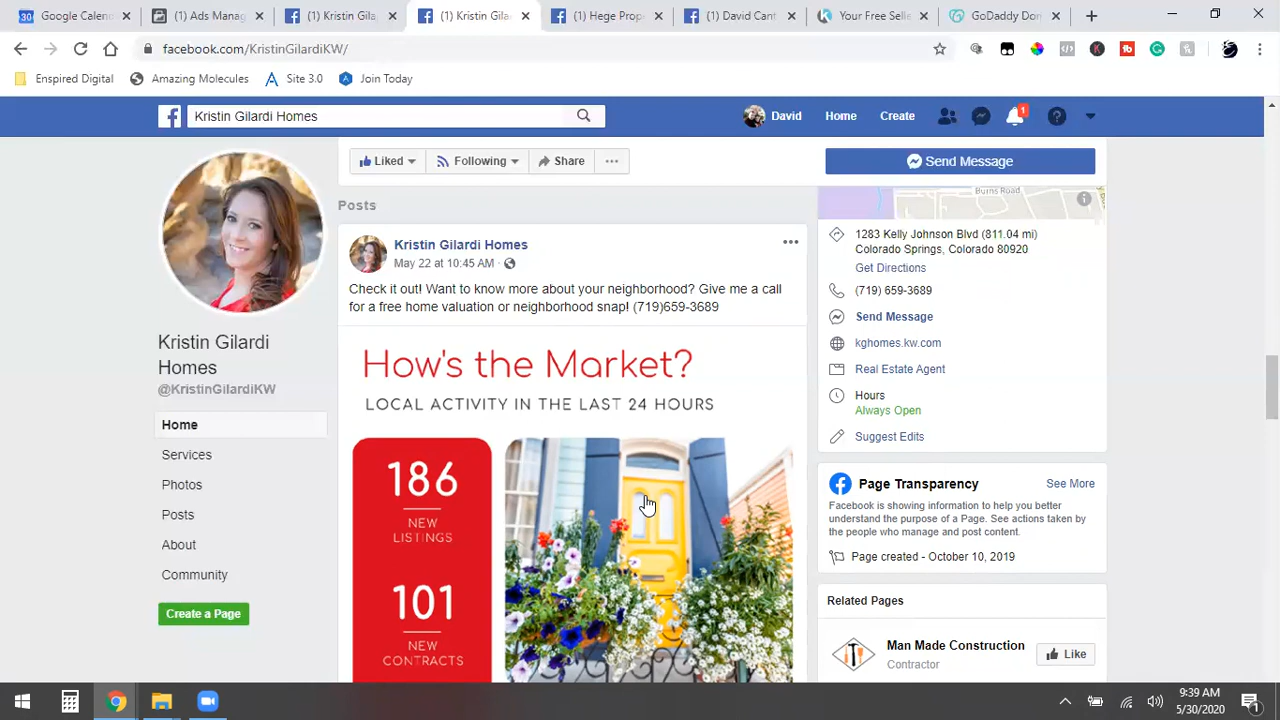 30 Google Calenc
(1) Ads Manag
(1) Kristin Gila
(1) Kristin Gila
(1) Hege Prop
(1) David Cant
Your Free Selle
GoDaddy Don
facebook.com/KristinGilardiKW/
Enspired Digital
Amazing Molecules
Site 3.0
Join Today
Kristin Gilardi Homes
David
Home
Create
1
Liked
Following
Share
Send Message
Kristin Gilardi
Homes
@KristinGilardiKW
Home
Services
Photos
Posts
About
Community
Create a Page
Posts
Kristin Gilardi Homes
May 22 at 10:45 AM ·
Check it out! Want to know more about your neighborhood? Give me a call
for a free home valuation or neighborhood snap! (719)659-3689
How's the Market?
LOCAL ACTIVITY IN THE LAST 24 HOURS
186
NEW
LISTINGS
101
NEW
CONTRACTS
Burns Road
1283 Kelly Johnson Blvd (811.04 mi)
Colorado Springs, Colorado 80920
Get Directions
(719) 659-3689
Send Message
kghomes.kw.com
Real Estate Agent
Hours
Always Open
Suggest Edits
Page Transparency
See More
Facebook is showing information to help you better
understand the purpose of a Page. See actions taken by
the people who manage and post content.
Page created - October 10, 2019
Related Pages
Man Made Construction
Contractor
Like
9:39 AM
5/30/2020
1